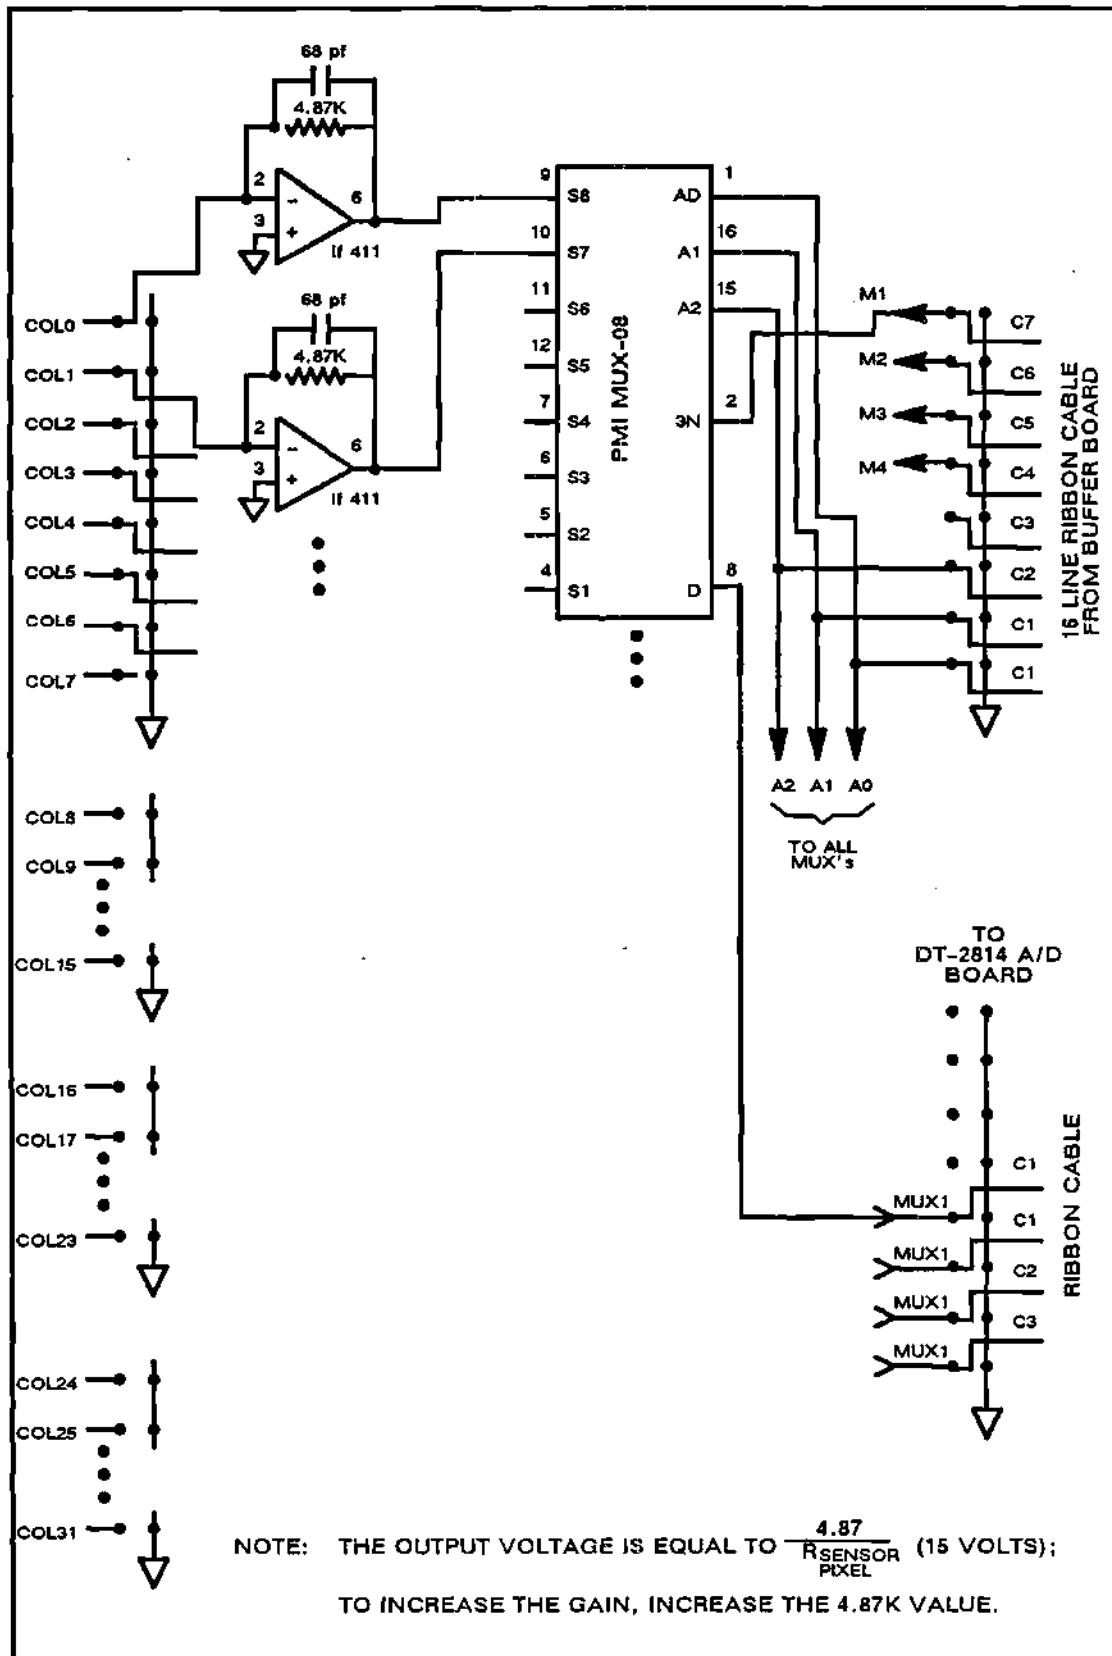 68 pf
4.87K
2
3
6
lf 411
68 pf
4.87K
2
3
6
lf 411
COL0
COL1
COL2
COL3
COL4
COL5
COL6
COL7
COL8
COL9
COL15
COL16
COL17
COL23
COL24
COL25
COL31
PMI MUX-08
9 S8
10 S7
11 S6
12 S5
7 S4
6 S3
5 S2
4 S1
AD 1
A1 16
A2 15
3N 2
D 8
M1
M2
M3
M4
C7
C6
C5
C4
C3
C2
C1
C1
16 LINE RIBBON CABLE
FROM BUFFER BOARD
A2 A1 A0
TO ALL
MUX's
TO
DT-2814 A/D
BOARD
MUX1
MUX1
MUX1
MUX1
C1
C1
C2
C3
RIBBON CABLE
NOTE: THE OUTPUT VOLTAGE IS EQUAL TO 4.87 / R SENSOR PIXEL (15 VOLTS);
TO INCREASE THE GAIN, INCREASE THE 4.87K VALUE.